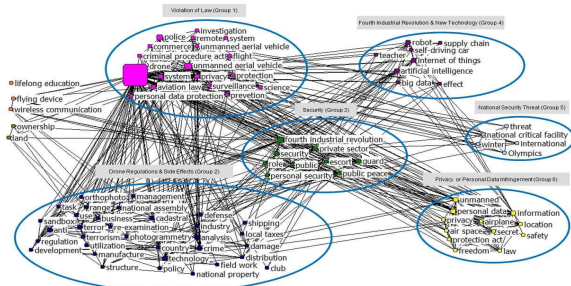 Violation of Law (Group 1)
investigation
police
remote
system
commerce
unmanned aerial vehicle
criminal procedure act
flight
drone
unmanned aerial vehicle
system
privacy
protection
aviation laws
surveillance
science
personal data protection
prevetion
Fourth Industrial Revolution & New Technology (Group 4)
robot
supply chain
teacher
self-driving car
internet of things
artificial intelligence
big data
effect
lifelong education
flying device
wireless communication
ownership
land
National Security Threat (Group 5)
threat
national critical facility
winter
international
Olympics
Security (Group 3)
fourth industrial revolution
security
private sector
role
public
escort
guard
personal security
public peace
Drone Regulations & Side Effects (Group 2)
orthophoto
management
task
range
national assembly
sandbox
use
business
cadastral
defense
shipping
anti
terror
re-examination
industry
local taxes
regulation
terrorism
photogrammetry
analysis
development
utilization
country
crime
damage
manufacture
technology
distribution
structure
policy
field work
club
national property
Privacy or Personal Data Infringement (Group 6)
unmanned
personal data
information
privacy
airplane
location
air space
secret
safety
protection act
freedom
law